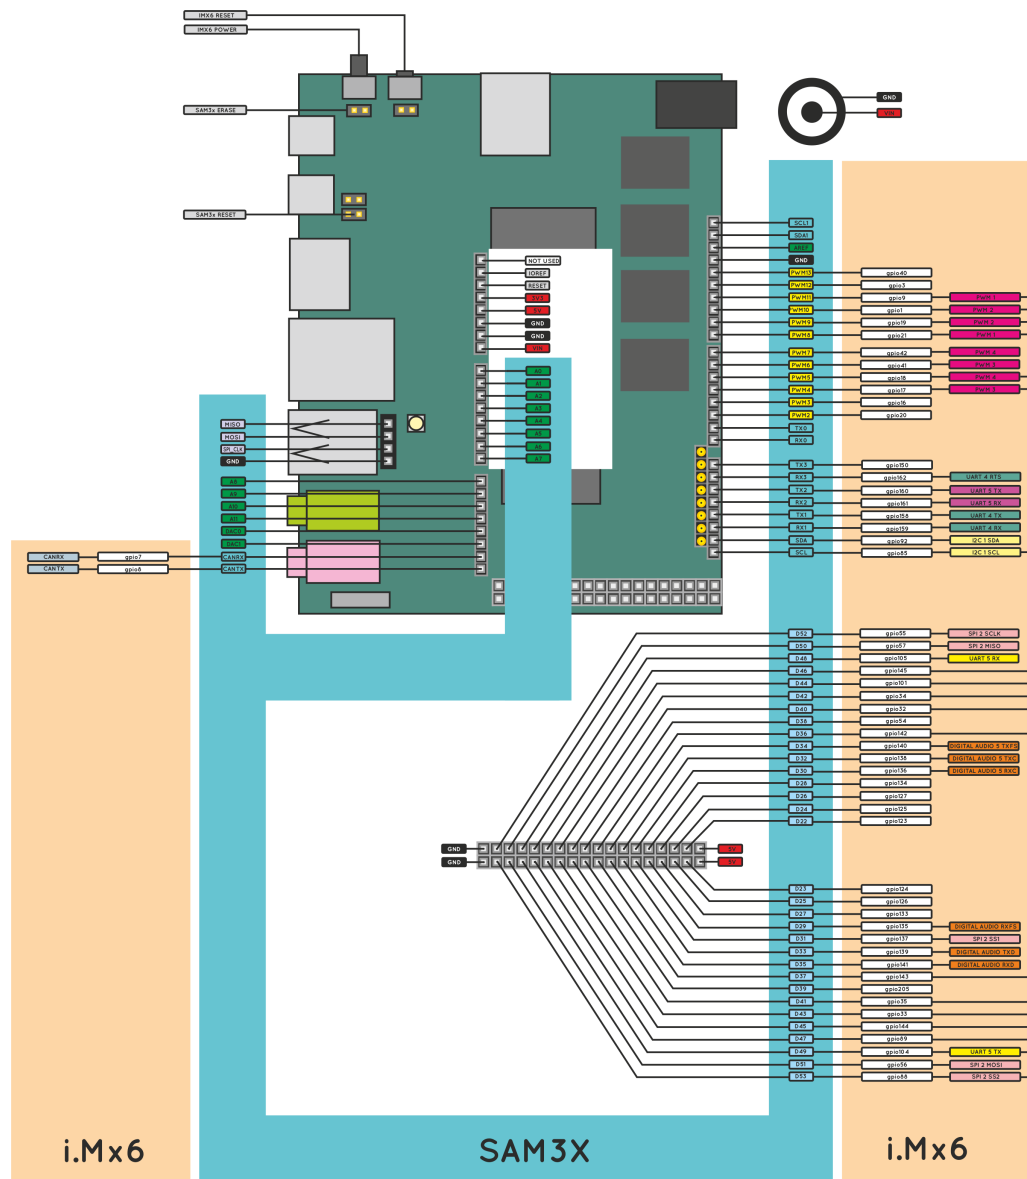 IMX6 RESET
IMX6 POWER
SAM3x ERASE
SAM3x RESET
GND
VIN
NOT USED
IOREF
RESET
3V3
5V
GND
GND
VIN
A0
A1
A2
A3
A4
A5
A6
A7
MISO
MOSI
SPI_CLK
GND
A8
A9
A10
A11
DAC0
DAC1
CANRX gpio7 CANRX
CANTX gpio8 CANTX
SCL1
SDA1
AREF
GND
PWM13 gpio40
PWM12 gpio3
PWM11 gpio9 PWM 1
WM10 gpio1 PWM 2
PWM9 gpio19
PWM8 gpio21
PWM7 gpio42 PWM 4
PWM6 gpio41 PWM 3
PWM5 gpio18 PWM 4
PWM4 gpio17 PWM 3
PWM3 gpio16
PWM2 gpio20
TX0
RX0
TX3 gpio150
RX3 gpio162 UART 4 RTS
TX2 gpio160 UART 5 TX
RX2 gpio161 UART 5 RX
TX1 gpio158 UART 4 TX
RX1 gpio159 UART 4 RX
SDA gpio92 I2C 1 SDA
SCL gpio85 I2C 1 SCL
D52 gpio55 SPI 2 SCLK
D50 gpio57 SPI 2 MISO
D48 gpio105 UART 5 RX
D46 gpio145
D44 gpio101
D42 gpio34
D40 gpio32
D38 gpio54
D36 gpio142
D34 gpio140 DIGITAL AUDIO 5 TXFS
D32 gpio138 DIGITAL AUDIO 5 TXC
D30 gpio136 DIGITAL AUDIO 5 RXC
D28 gpio134
D26 gpio127
D24 gpio125
D22 gpio123
GND 5V
GND 5V
D23 gpio124
D25 gpio126
D27 gpio133
D29 gpio135 DIGITAL AUDIO RXFS
D31 gpio137 SPI 2 SS1
D33 gpio139 DIGITAL AUDIO TXD
D35 gpio141 DIGITAL AUDIO RXD
D37 gpio143
D39 gpio205
D41 gpio35
D43 gpio33
D45 gpio144
D47 gpio89
D49 gpio104 UART 5 TX
D51 gpio56 SPI 2 MOSI
D53 gpio88 SPI 2 SS2
i.Mx6
SAM3X
i.Mx6